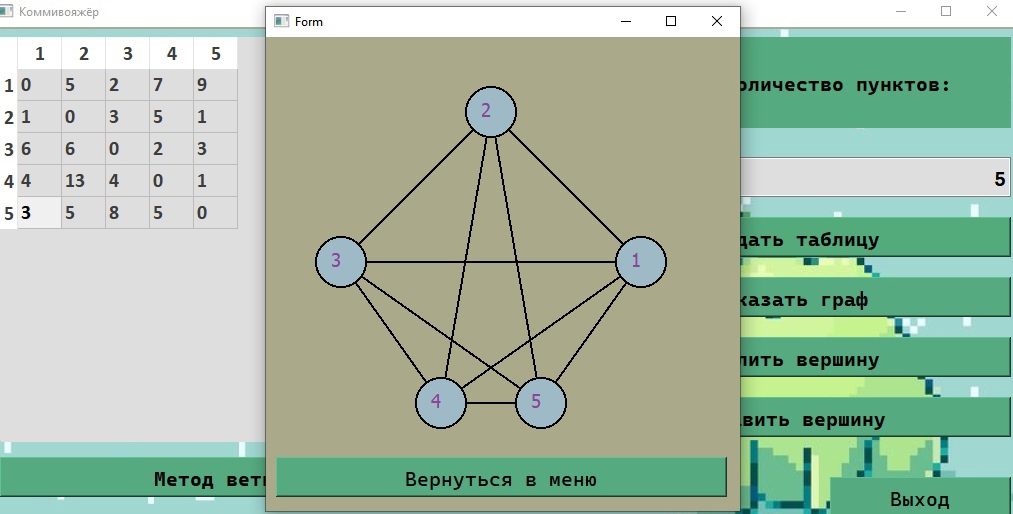 Коммивояжёр
Form
1 2 3 4 5
1 0 5 2 7 9
2 1 0 3 5 1
3 6 6 0 2 3
4 4 13 4 0 1
5 3 5 8 5 0
2
3
1
4
5
Вернуться в меню
оличество пунктов:
5
дать таблицу
казать граф
лить вершину
вить вершину
Метод ветв
Выход